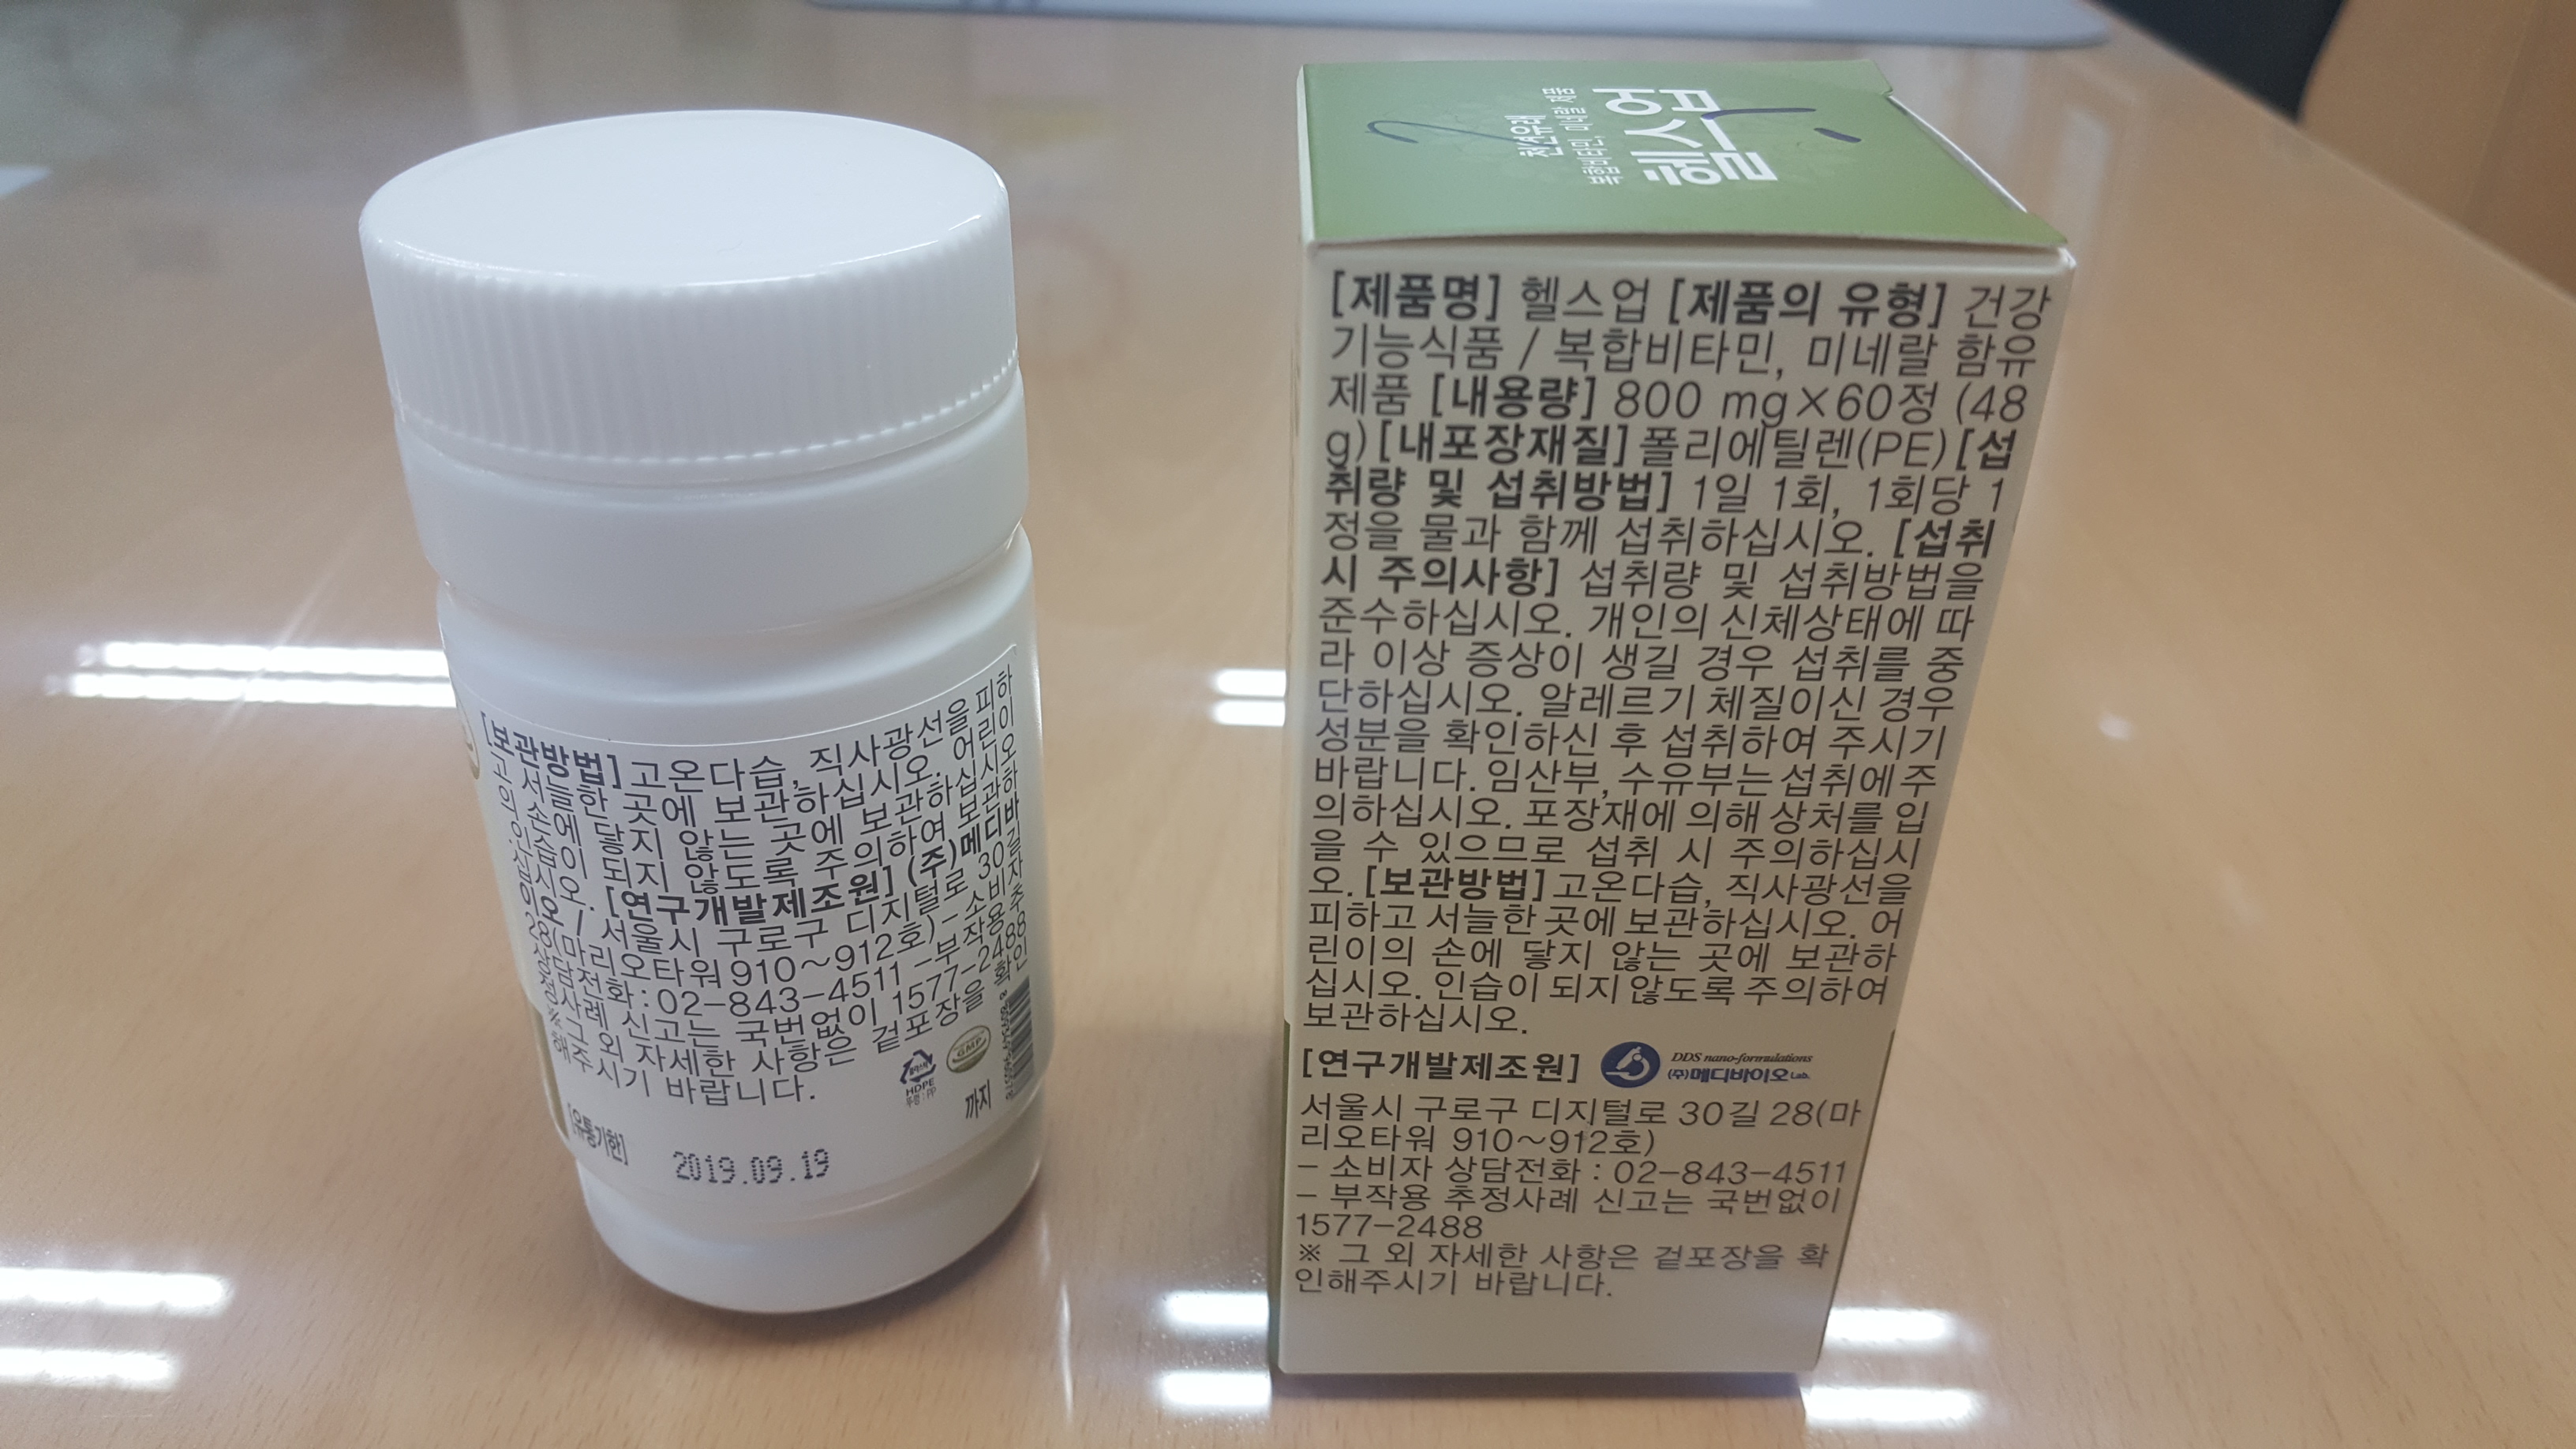 [보관방법] 고온다습, 직사광선을 피하
고 서늘한 곳에 보관하십시오. 어린이
의 손에 닿지 않는 곳에 보관하십시오
. 인습이 되지 않도록 주의하여 보관하
십시오. [연구개발제조원] (주)메디바
이오 / 서울시 구로구 디지털로 30길
28(마리오타워 910~912호) - 소비자
상담전화 : 02-843-4511 - 부작용 추
정사례 신고는 국번없이 1577-2488
※ 그 외 자세한 사항은 겉포장을 확인
해주시기 바랍니다.
HDPE
뚜껑 : PP
GMP
[유통기한] 2019.09.19 까지
천연유래
복합비타민, 미네랄 제품
헬스업
[제품명] 헬스업 [제품의 유형] 건강
기능식품 / 복합비타민, 미네랄 함유
제품 [내용량] 800 mg×60정 (48
g) [내포장재질] 폴리에틸렌(PE) [섭
취량 및 섭취방법] 1일 1회, 1회당 1
정을 물과 함께 섭취하십시오. [섭취
시 주의사항] 섭취량 및 섭취방법을
준수하십시오. 개인의 신체상태에 따
라 이상 증상이 생길 경우 섭취를 중
단하십시오. 알레르기 체질이신 경우
성분을 확인하신 후 섭취하여 주시기
바랍니다. 임산부, 수유부는 섭취에 주
의하십시오. 포장재에 의해 상처를 입
을 수 있으므로 섭취 시 주의하십시
오. [보관방법] 고온다습, 직사광선을
피하고 서늘한 곳에 보관하십시오. 어
린이의 손에 닿지 않는 곳에 보관하
십시오. 인습이 되지 않도록 주의하여
보관하십시오.
[연구개발제조원] DDS nano-formulations
(주)메디바이오 Lab.
서울시 구로구 디지털로 30길 28(마
리오타워 910~912호)
- 소비자 상담전화 : 02-843-4511
- 부작용 추정사례 신고는 국번없이
1577-2488
※ 그 외 자세한 사항은 겉포장을 확
인해주시기 바랍니다.